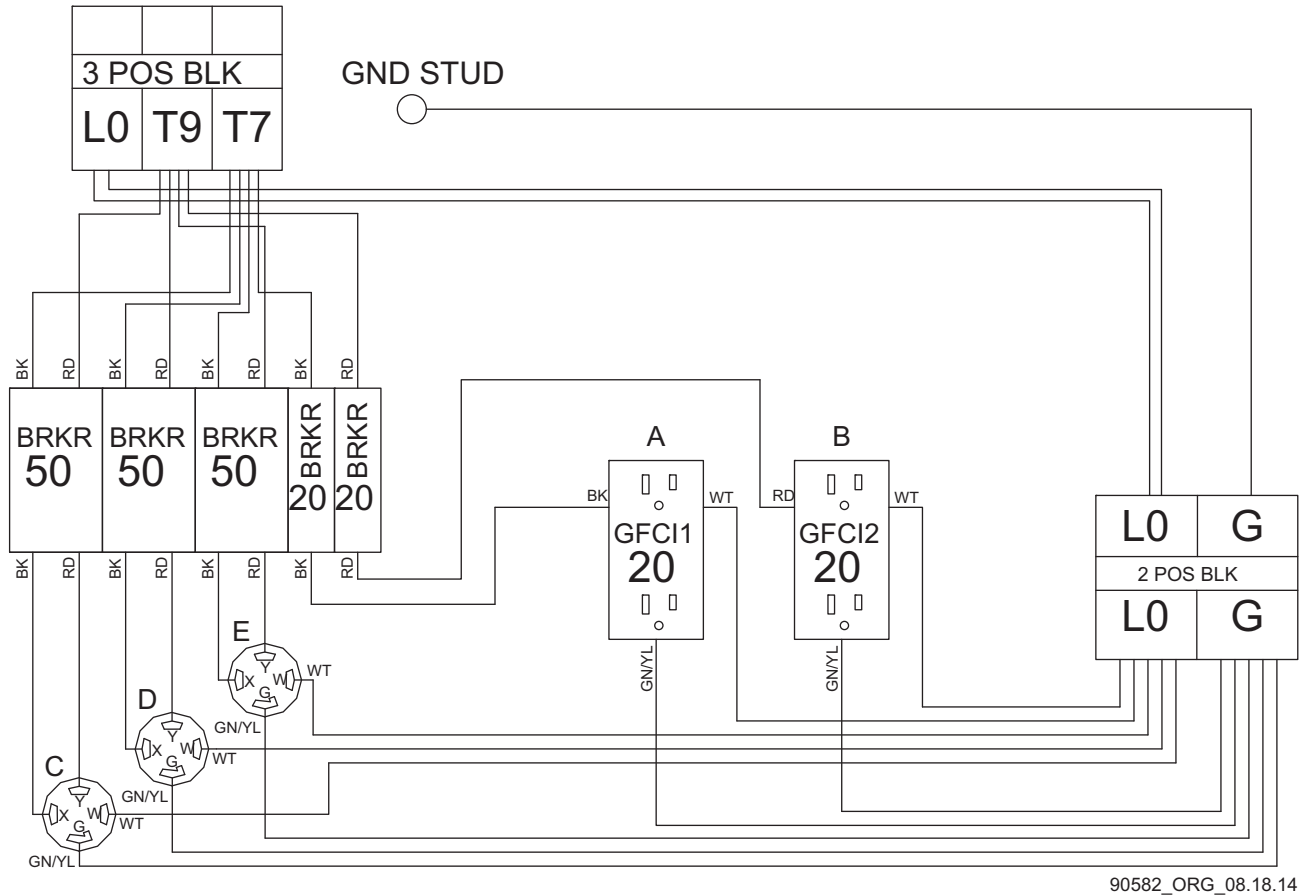 3 POS BLK
L0 T9 T7
GND STUD
BK RD BK RD BK RD BK RD
BRKR 50
BRKR 50
BRKR 50
20 BRKR
20 BRKR
BK RD BK RD BK RD BK RD
A
BK
WT
GFCI1
20
GN/YL
B
RD
WT
GFCI2
20
GN/YL
L0 G
2 POS BLK
L0 G
E
Y
X W
G
WT
GN/YL
D
Y
X W
G
WT
GN/YL
C
Y
X W
G
WT
GN/YL
90582_ORG_08.18.14